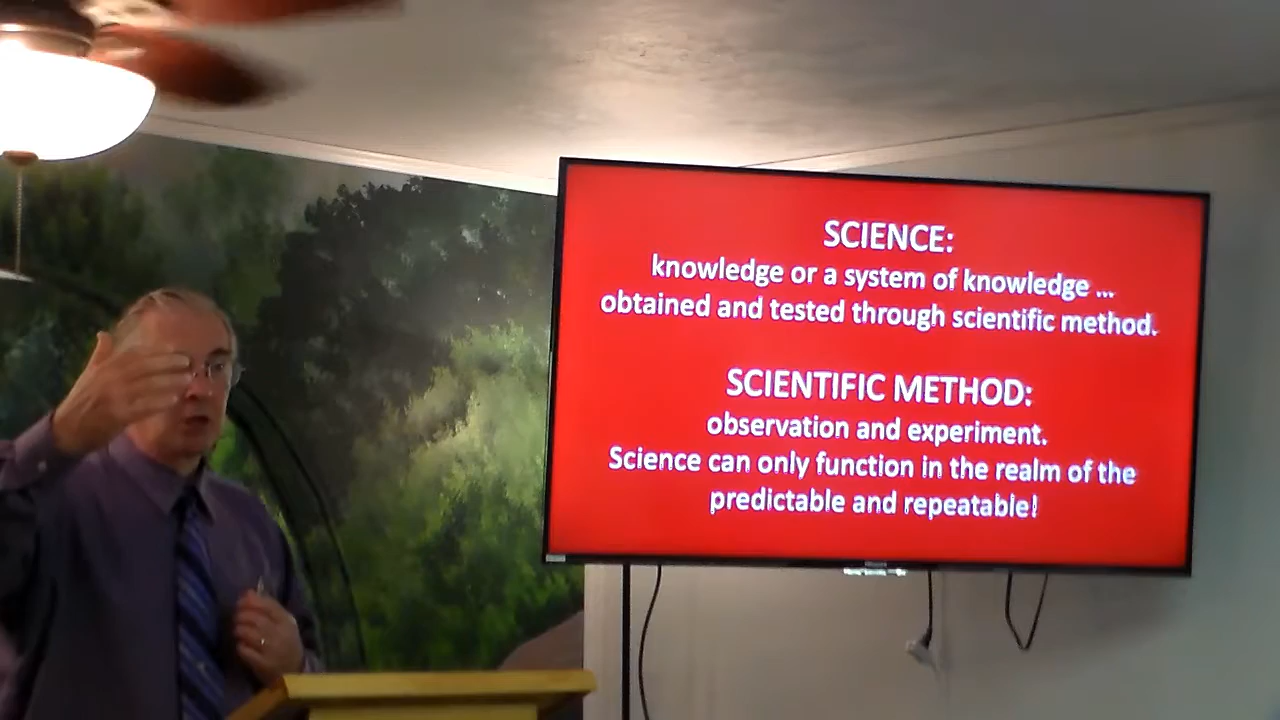 SCIENCE:
knowledge or a system of knowledge ...
obtained and tested through scientific method.
SCIENTIFIC METHOD:
observation and experiment.
Science can only function in the realm of the
predictable and repeatable!